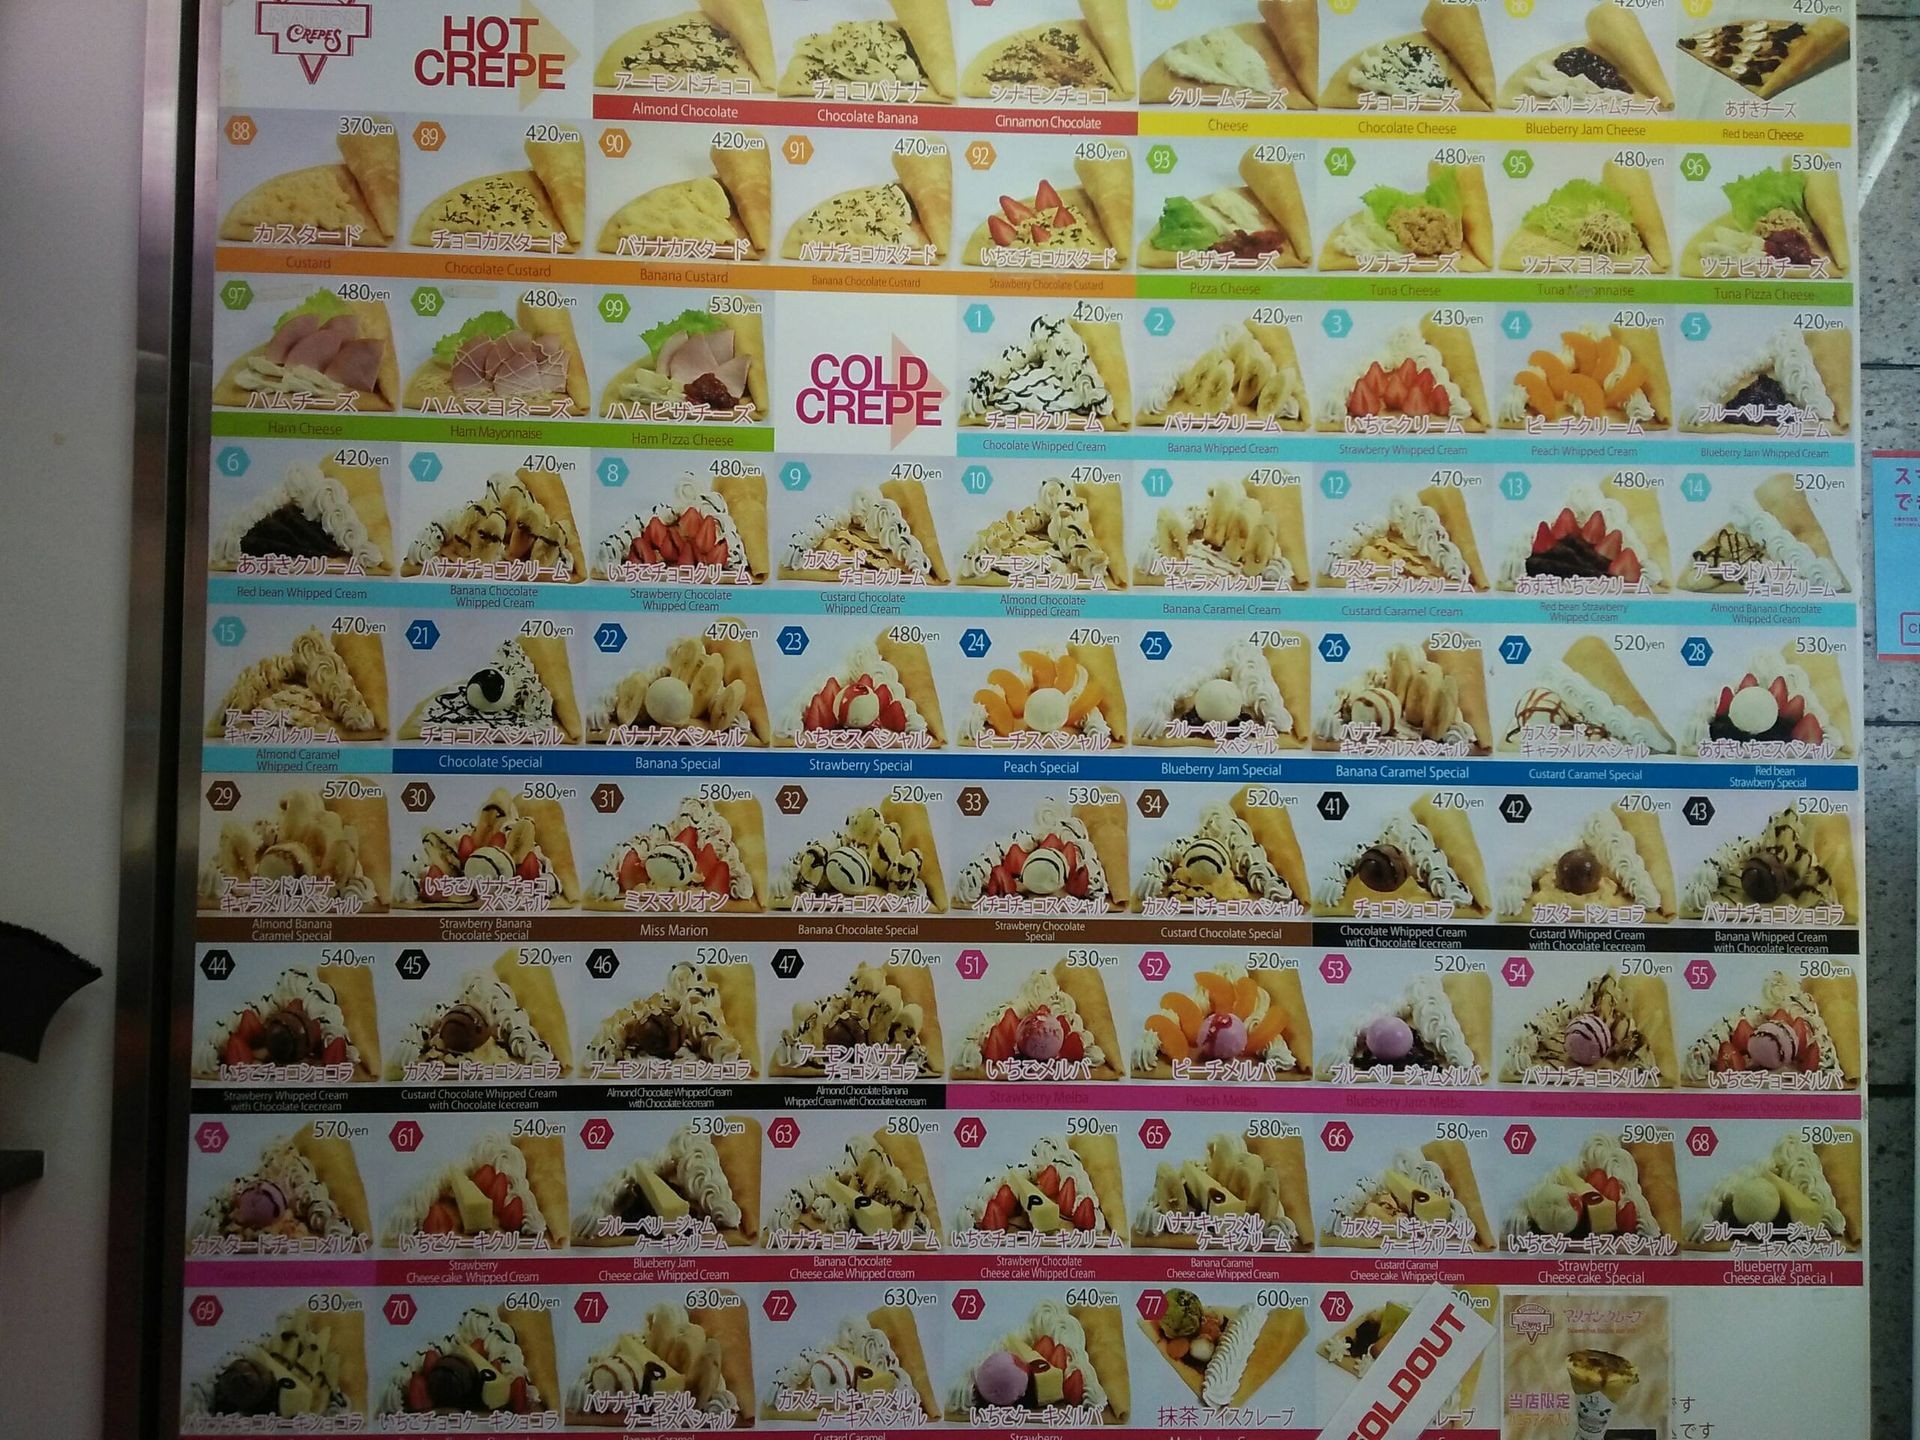 MARION
CREPES
HOT
CREPE
アーモンドチョコ
Almond Chocolate
チョコバナナ
Chocolate Banana
シナモンチョコ
Cinnamon Chocolate
クリームチーズ
Cheese
420yen
チョコチーズ
Chocolate Cheese
420yen
ブルーベリージャムチーズ
Blueberry Jam Cheese
87
420yen
あずきチーズ
Red bean Cheese
88
370yen
カスタード
Custard
89
420yen
チョコカスタード
Chocolate Custard
90
420yen
バナナカスタード
Banana Custard
91
470yen
バナナチョコカスタード
Banana Chocolate Custard
92
480yen
いちごチョコカスタード
Strawberry Chocolate Custard
93
420yen
ピザチーズ
Pizza Cheese
94
480yen
ツナチーズ
Tuna Cheese
95
480yen
ツナマヨネーズ
Tuna Mayonnaise
96
530yen
ツナピザチーズ
Tuna Pizza Cheese
97
480yen
ハムチーズ
Ham Cheese
98
480yen
ハムマヨネーズ
Ham Mayonnaise
99
530yen
ハムピザチーズ
Ham Pizza Cheese
COLD
CREPE
1
420yen
チョコクリーム
Chocolate Whipped Cream
2
420yen
バナナクリーム
Banana Whipped Cream
3
430yen
いちごクリーム
Strawberry Whipped Cream
4
420yen
ピーチクリーム
Peach Whipped Cream
5
420yen
ブルーベリージャム
クリーム
Blueberry Jam Whipped Cream
6
420yen
あずきクリーム
Red bean Whipped Cream
7
470yen
バナナチョコクリーム
Banana Chocolate
Whipped Cream
8
480yen
いちごチョコクリーム
Strawberry Chocolate
Whipped Cream
9
470yen
カスタード
チョコクリーム
Custard Chocolate
Whipped Cream
10
470yen
アーモンド
チョコクリーム
Almond Chocolate
Whipped Cream
11
470yen
バナナ
キャラメルクリーム
Banana Caramel Cream
12
470yen
カスタード
キャラメルクリーム
Custard Caramel Cream
13
480yen
あずきいちごクリーム
Red bean Strawberry
Whipped Cream
14
520yen
アーモンドバナナ
チョコクリーム
Almond Banana Chocolate
Whipped Cream
15
470yen
アーモンド
キャラメルクリーム
Almond Caramel
Whipped Cream
21
470yen
チョコスペシャル
Chocolate Special
22
470yen
バナナスペシャル
Banana Special
23
480yen
いちごスペシャル
Strawberry Special
24
470yen
ピーチスペシャル
Peach Special
25
470yen
ブルーベリージャム
スペシャル
Blueberry Jam Special
26
520yen
バナナ
キャラメルスペシャル
Banana Caramel Special
27
520yen
カスタード
キャラメルスペシャル
Custard Caramel Special
28
530yen
あずきいちごスペシャル
Red bean
Strawberry Special
29
570yen
アーモンドバナナ
キャラメルスペシャル
Almond Banana
Caramel Special
30
580yen
いちごバナナチョコ
スペシャル
Strawberry Banana
Chocolate Special
31
580yen
ミスマリオン
Miss Marion
32
520yen
バナナチョコスペシャル
Banana Chocolate Special
33
530yen
イチゴチョコスペシャル
Strawberry Chocolate
Special
34
520yen
カスタードチョコスペシャル
Custard Chocolate Special
41
470yen
チョコショコラ
Chocolate Whipped Cream
with Chocolate Icecream
42
470yen
カスタードショコラ
Custard Whipped Cream
with Chocolate Icecream
43
520yen
バナナチョコショコラ
Banana Whipped Cream
with Chocolate Icecream
44
540yen
いちごチョコショコラ
Strawberry Whipped Cream
with Chocolate Icecream
45
520yen
カスタードチョコショコラ
Custard Chocolate Whipped Cream
with Chocolate Icecream
46
520yen
アーモンドチョコショコラ
Almond Chocolate Whipped Cream
with Chocolate Icecream
47
570yen
アーモンドバナナ
チョコショコラ
Almond Chocolate Banana
Whipped Cream with Chocolate Icecream
51
530yen
いちごメルバ
Strawberry Melba
52
520yen
ピーチメルバ
Peach Melba
53
520yen
ブルーベリージャムメルバ
Blueberry Jam Melba
54
570yen
バナナチョコメルバ
Banana Chocolate Melba
55
580yen
いちごチョコメルバ
Strawberry Chocolate Melba
56
570yen
カスタードチョコメルバ
61
540yen
いちごケーキクリーム
Strawberry
Cheese cake Whipped Cream
62
530yen
ブルーベリージャム
ケーキクリーム
Blueberry Jam
Cheese cake Whipped Cream
63
580yen
バナナチョコケーキクリーム
Banana Chocolate
Cheese cake Whipped cream
64
590yen
いちごチョコケーキクリーム
Strawberry Chocolate
Cheese cake Whipped Cream
65
580yen
バナナキャラメル
ケーキクリーム
Banana Caramel
Cheese cake Whipped Cream
66
580yen
カスタードキャラメル
ケーキクリーム
Custard Caramel
Cheese cake Whipped Cream
67
590yen
いちごケーキスペシャル
Strawberry
Cheese cake Special
68
580yen
ブルーベリージャム
ケーキスペシャル
Blueberry Jam
Cheese cake Special
69
630yen
バナナチョコケーキショコラ
70
640yen
いちごチョコケーキショコラ
71
630yen
バナナキャラメル
ケーキスペシャル
Banana Caramel
72
630yen
カスタードキャラメル
ケーキスペシャル
Custard Caramel
73
640yen
いちごケーキメルバ
Strawberry
77
600yen
抹茶アイスクレープ
78
SOLDOUT
マリオンクレープ
当店限定
です